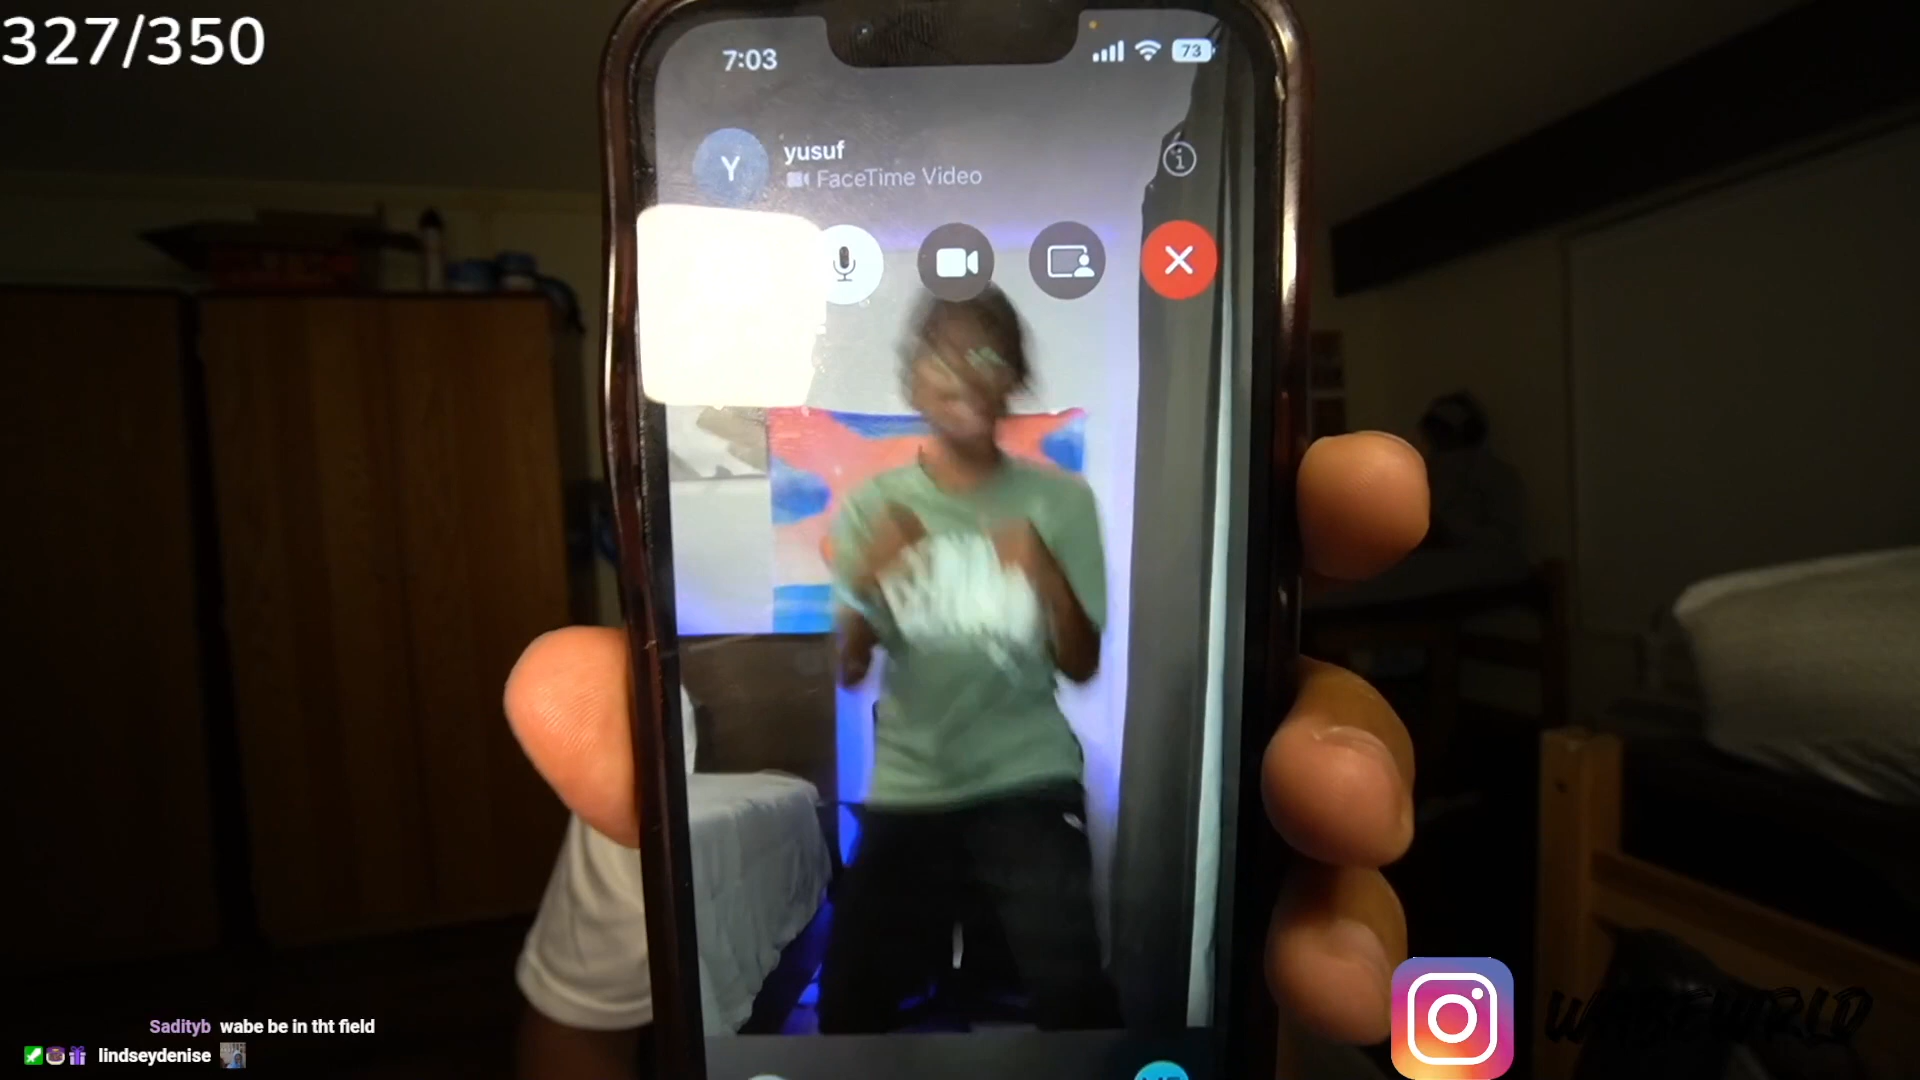 327/350
7:03
73
Y
yusuf
FaceTime Video
Sadityb wabe be in tht field
lindseydenise